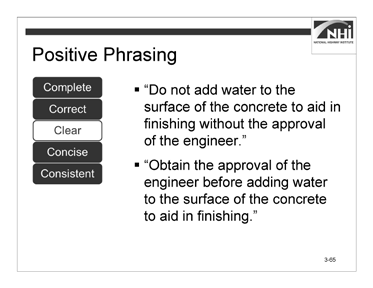 NHI
NATIONAL HIGHWAY INSTITUTE
Positive Phrasing
Complete
Correct
Clear
Concise
Consistent
▪ “Do not add water to the
surface of the concrete to aid in
finishing without the approval
of the engineer.”
▪ “Obtain the approval of the
engineer before adding water
to the surface of the concrete
to aid in finishing.”
3-65